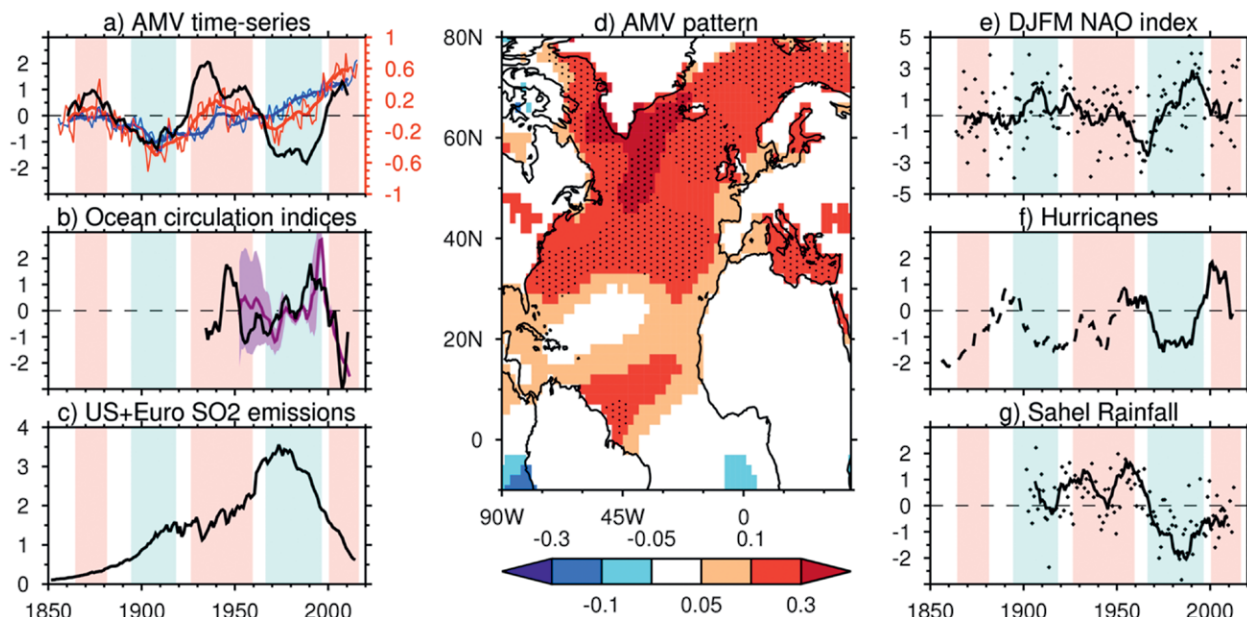 a) AMV time-series
2
1
0
-1
-2
1
0.6
0.2
-0.2
-0.6
-1
b) Ocean circulation indices
2
1
0
-1
-2
c) US+Euro SO2 emissions
4
3
2
1
0
1850 1900 1950 2000
d) AMV pattern
80N
60N
40N
20N
0
90W 45W 0
-0.3 -0.05 0.1
-0.1 0.05 0.3
e) DJFM NAO index
5
3
1
-1
-3
-5
f) Hurricanes
2
1
0
-1
-2
g) Sahel Rainfall
2
1
0
-1
-2
1850 1900 1950 2000